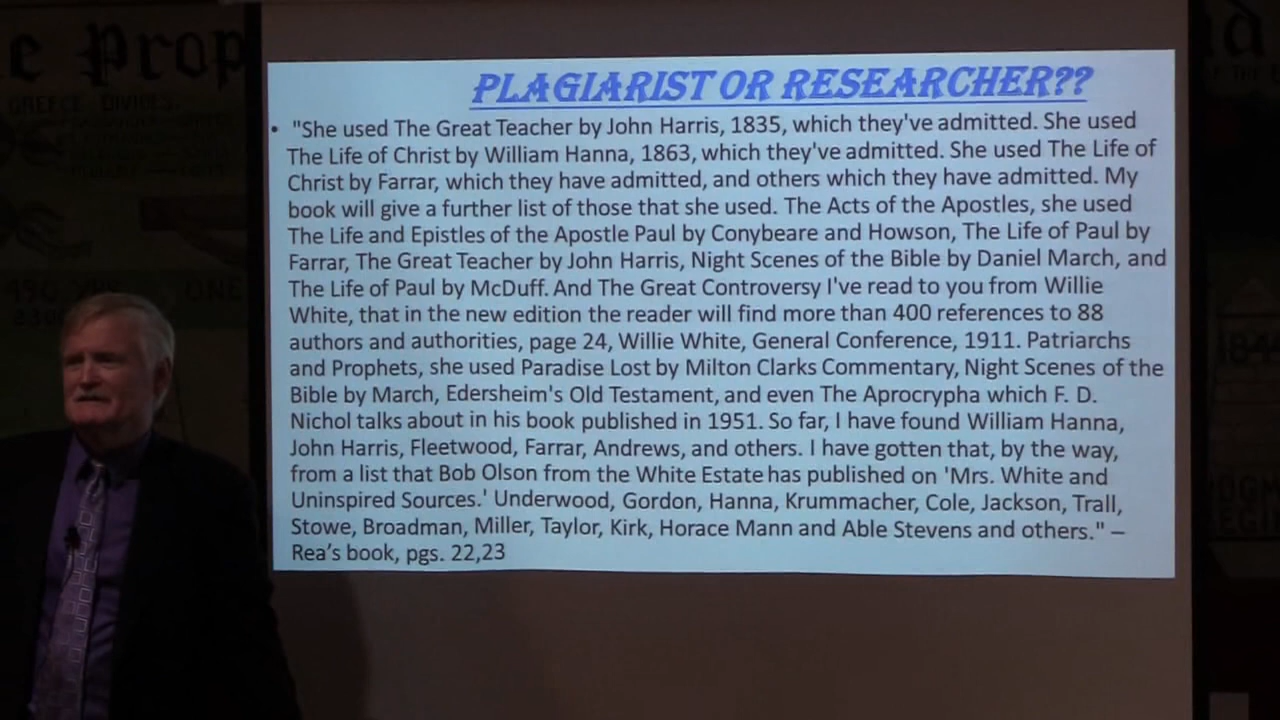 e Prop
GREECE DIVIDES
PLAGIARIST OR RESEARCHER??
• "She used The Great Teacher by John Harris, 1835, which they've admitted. She used
The Life of Christ by William Hanna, 1863, which they've admitted. She used The Life of
Christ by Farrar, which they have admitted, and others which they have admitted. My
book will give a further list of those that she used. The Acts of the Apostles, she used
The Life and Epistles of the Apostle Paul by Conybeare and Howson, The Life of Paul by
Farrar, The Great Teacher by John Harris, Night Scenes of the Bible by Daniel March, and
The Life of Paul by McDuff. And The Great Controversy I've read to you from Willie
White, that in the new edition the reader will find more than 400 references to 88
authors and authorities, page 24, Willie White, General Conference, 1911. Patriarchs
and Prophets, she used Paradise Lost by Milton Clarks Commentary, Night Scenes of the
Bible by March, Edersheim's Old Testament, and even The Aprocrypha which F. D.
Nichol talks about in his book published in 1951. So far, I have found William Hanna,
John Harris, Fleetwood, Farrar, Andrews, and others. I have gotten that, by the way,
from a list that Bob Olson from the White Estate has published on 'Mrs. White and
Uninspired Sources.' Underwood, Gordon, Hanna, Krummacher, Cole, Jackson, Trall,
Stowe, Broadman, Miller, Taylor, Kirk, Horace Mann and Able Stevens and others." –
Rea's book, pgs. 22,23